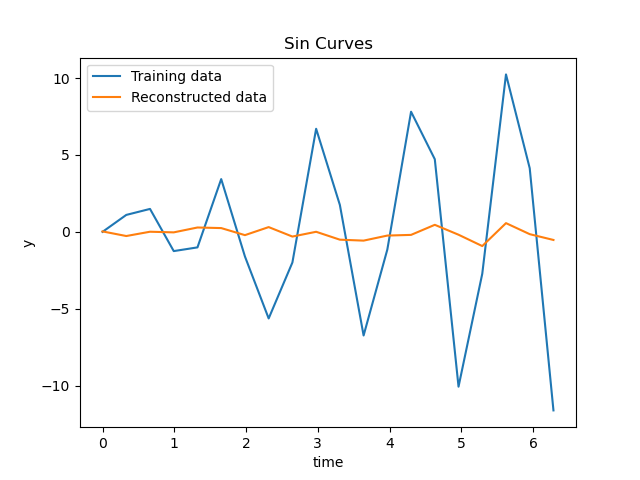 Sin Curves
Training data
Reconstructed data
10
5
0
−5
−10
y
0 1 2 3 4 5 6
time